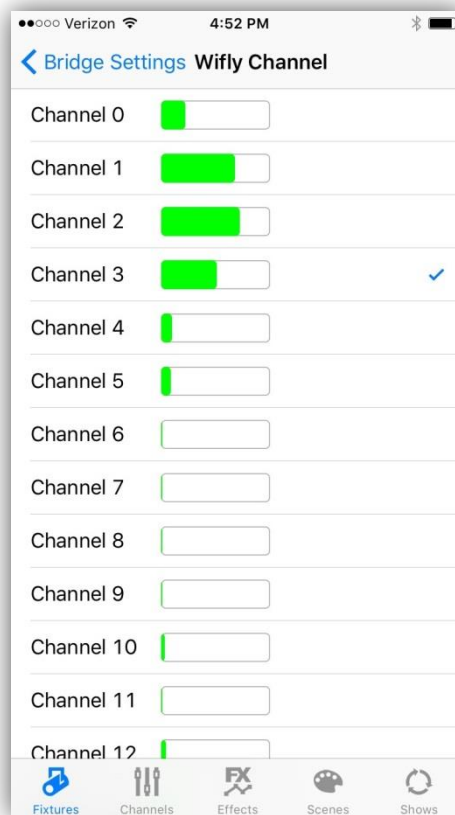 Verizon 4:52 PM
Bridge Settings Wifly Channel
Channel 0
Channel 1
Channel 2
Channel 3
Channel 4
Channel 5
Channel 6
Channel 7
Channel 8
Channel 9
Channel 10
Channel 11
Channel 12
FX
Fixtures Channels Effects Scenes Shows